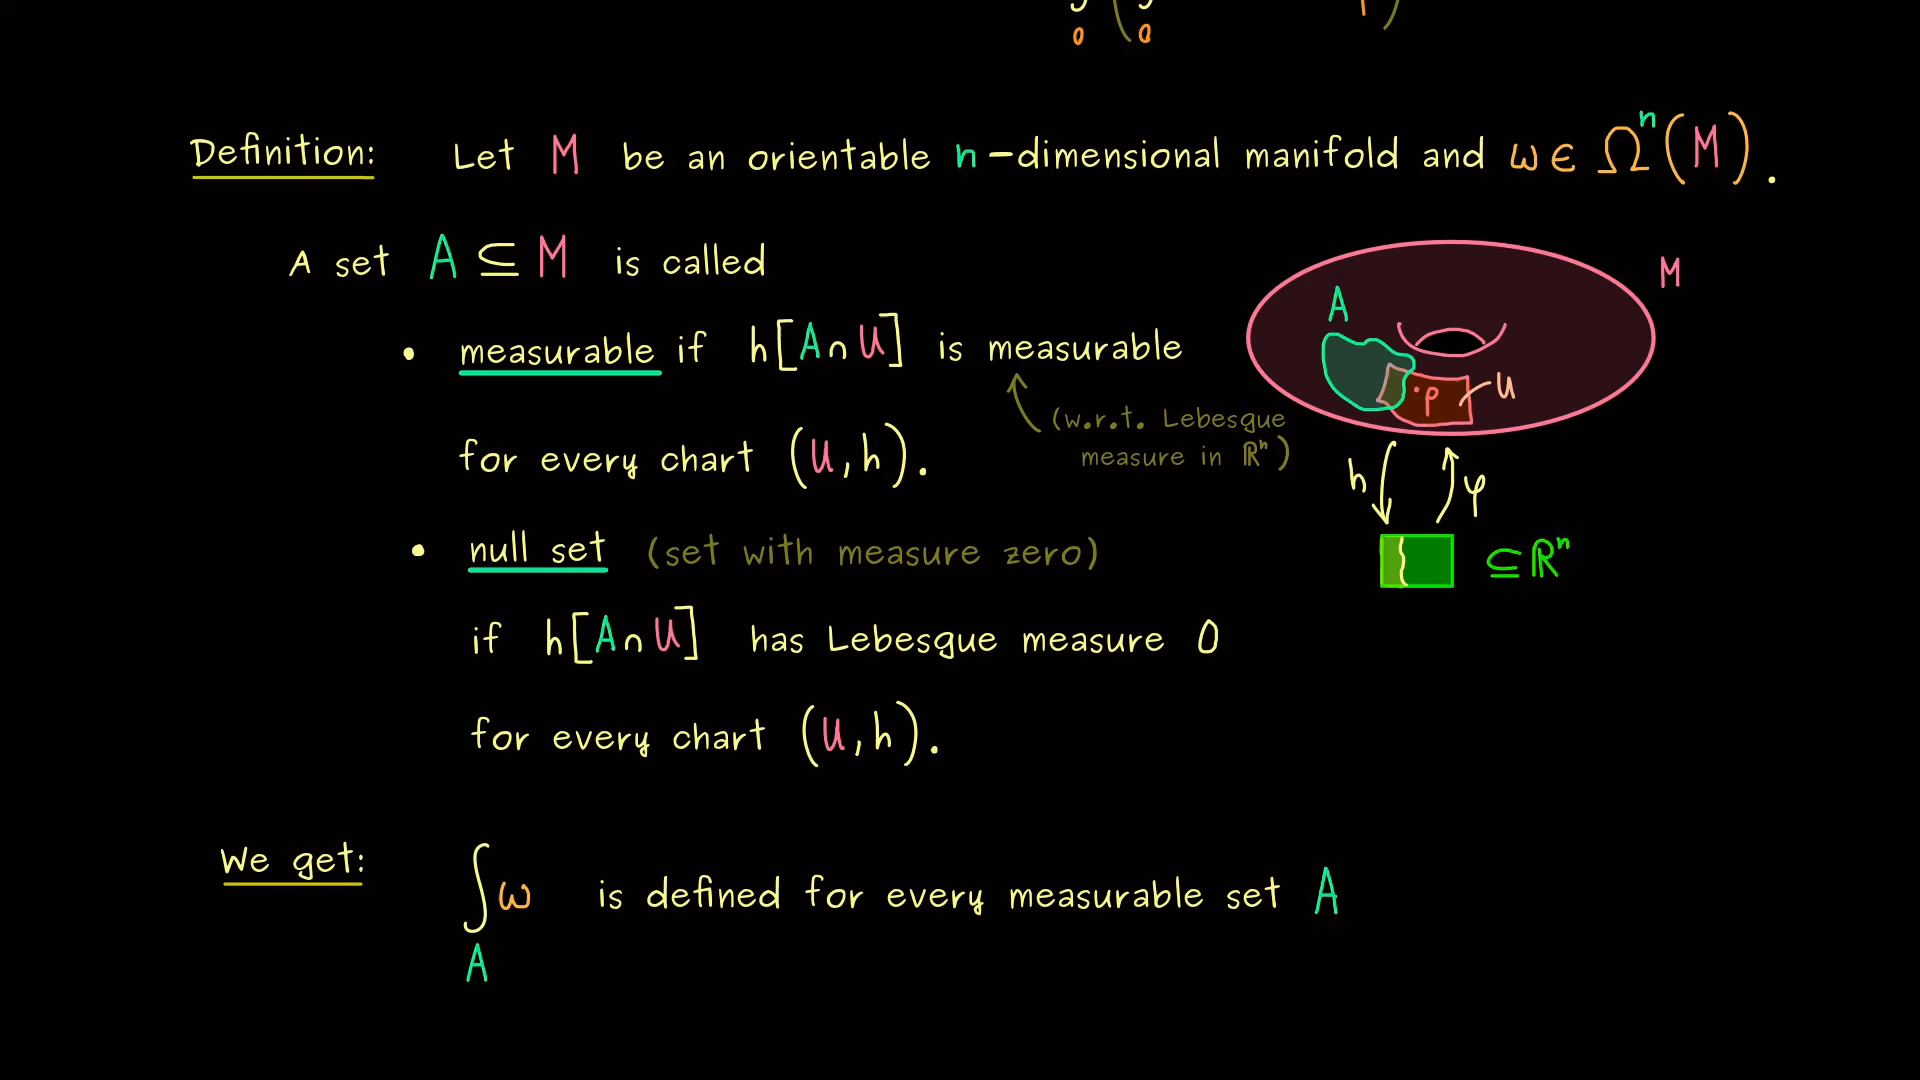 0 0
Definition: Let M be an orientable n-dimensional manifold and ω ∈ Ωⁿ(M).
A set A ⊆ M is called
M
A
• measurable if h[A∩U] is measurable
p U
(w.r.t. Lebesgue
measure in ℝⁿ)
for every chart (U,h).
h φ
• null set (set with measure zero)
⊆ ℝⁿ
if h[A∩U] has Lebesgue measure 0
for every chart (U,h).
We get: ∫ω is defined for every measurable set A
A